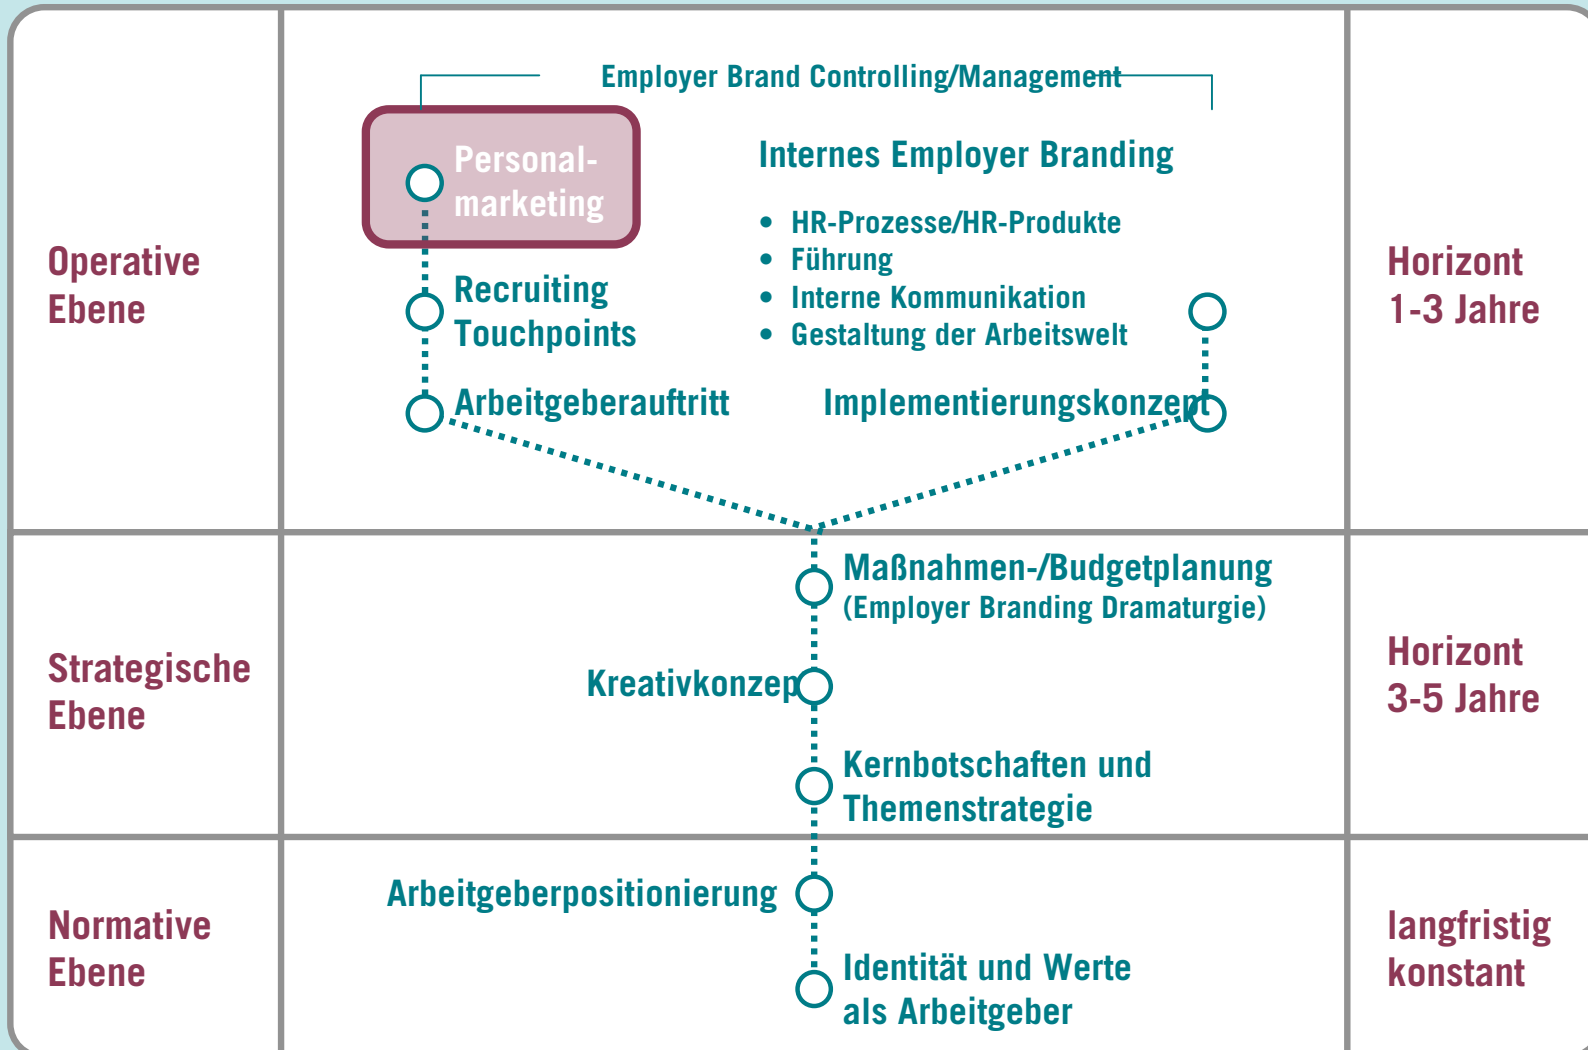 Employer Brand Controlling/Management
Operative
Ebene
Personal-
marketing
Recruiting
Touchpoints
Arbeitgeberauftritt
Internes Employer Branding
• HR-Prozesse/HR-Produkte
• Führung
• Interne Kommunikation
• Gestaltung der Arbeitswelt
Implementierungskonzept
Horizont
1-3 Jahre
Strategische
Ebene
Maßnahmen-/Budgetplanung
(Employer Branding Dramaturgie)
Kreativkonzep
Kernbotschaften und
Themenstrategie
Horizont
3-5 Jahre
Normative
Ebene
Arbeitgeberpositionierung
Identität und Werte
als Arbeitgeber
langfristig
konstant